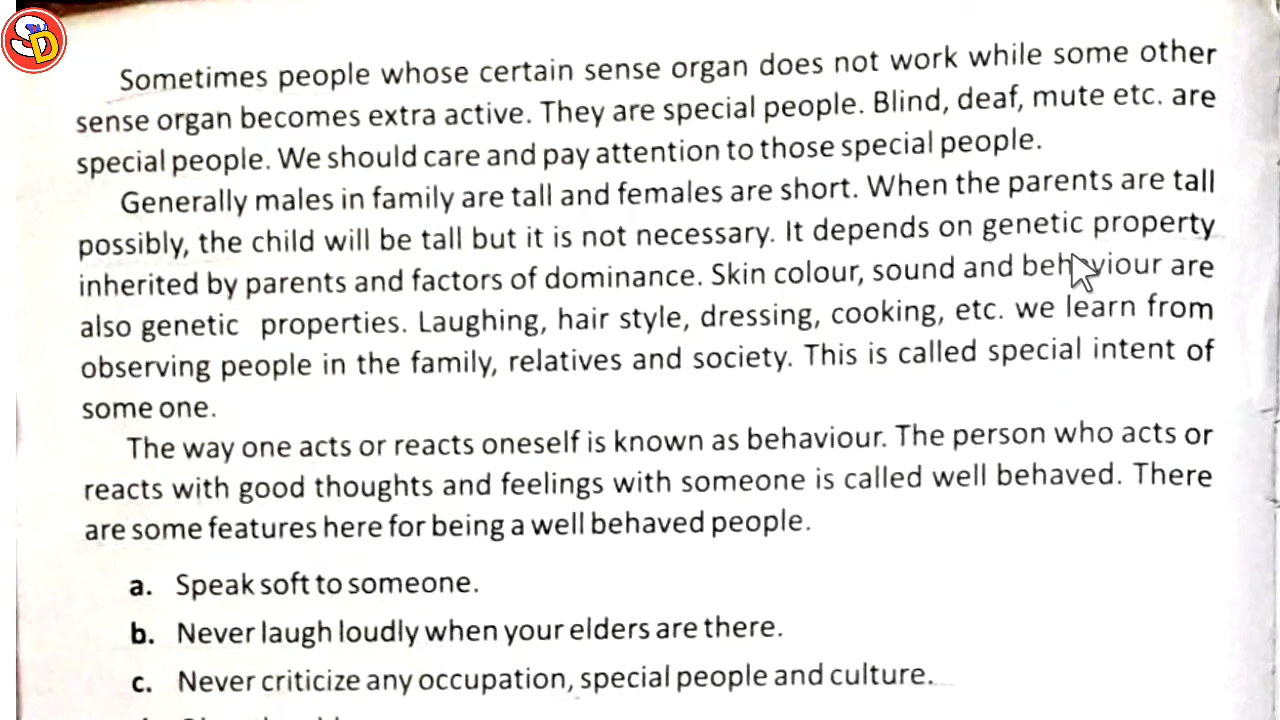 SD
Sometimes people whose certain sense organ does not work while some other
sense organ becomes extra active. They are special people. Blind, deaf, mute etc. are
special people. We should care and pay attention to those special people.
Generally males in family are tall and females are short. When the parents are tall
possibly, the child will be tall but it is not necessary. It depends on genetic property
inherited by parents and factors of dominance. Skin colour, sound and behaviour are
also genetic properties. Laughing, hair style, dressing, cooking, etc. we learn from
observing people in the family, relatives and society. This is called special intent of
some one.
The way one acts or reacts oneself is known as behaviour. The person who acts or
reacts with good thoughts and feelings with someone is called well behaved. There
are some features here for being a well behaved people.
a. Speak soft to someone.
b. Never laugh loudly when your elders are there.
c. Never criticize any occupation, special people and culture.